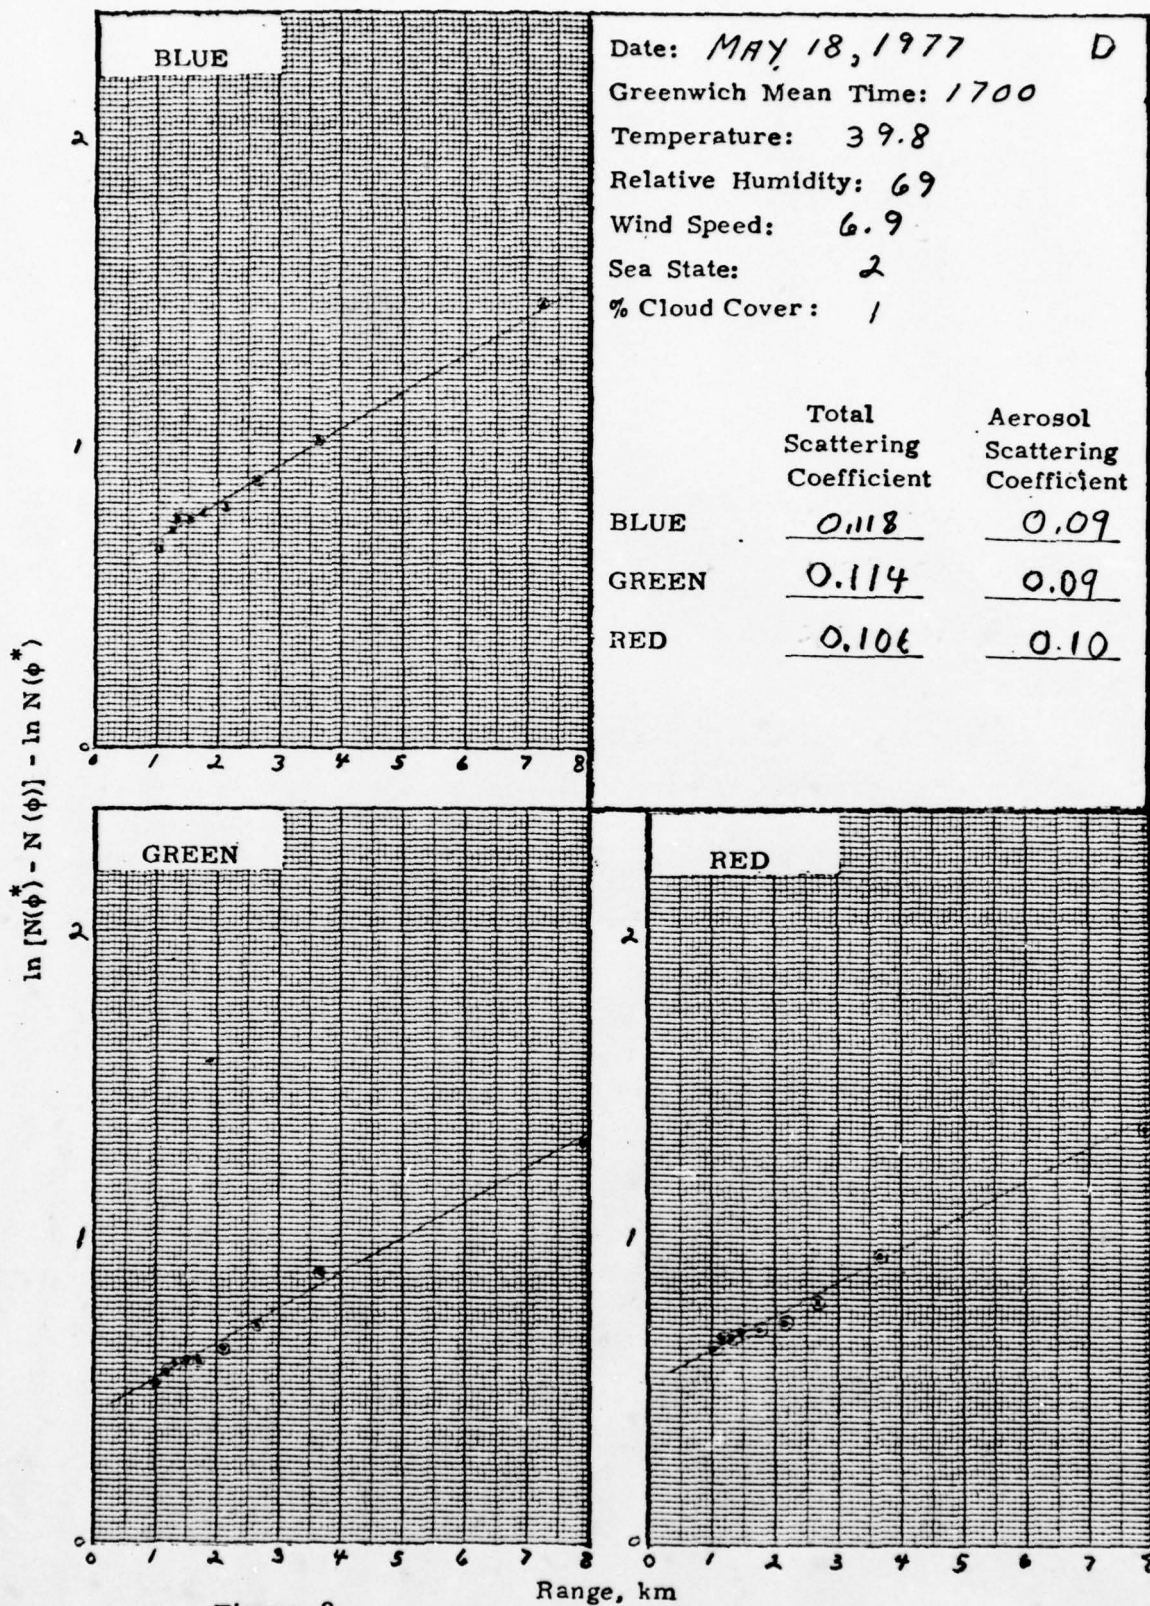 BLUE
2
1
0
0 1 2 3 4 5 6 7 8
Date: MAY 18, 1977 D
Greenwich Mean Time: 1700
Temperature: 39.8
Relative Humidity: 69
Wind Speed: 6.9
Sea State: 2
% Cloud Cover: 1
Total Scattering Coefficient
Aerosol Scattering Coefficient
BLUE 0.118 0.09
GREEN 0.114 0.09
RED 0.106 0.10
ln [N(φ*) - N (φ)] - ln N (φ*)
GREEN
2
1
0
0 1 2 3 4 5 6 7 8
RED
2
1
0
0 1 2 3 4 5 6 7 8
Range, km